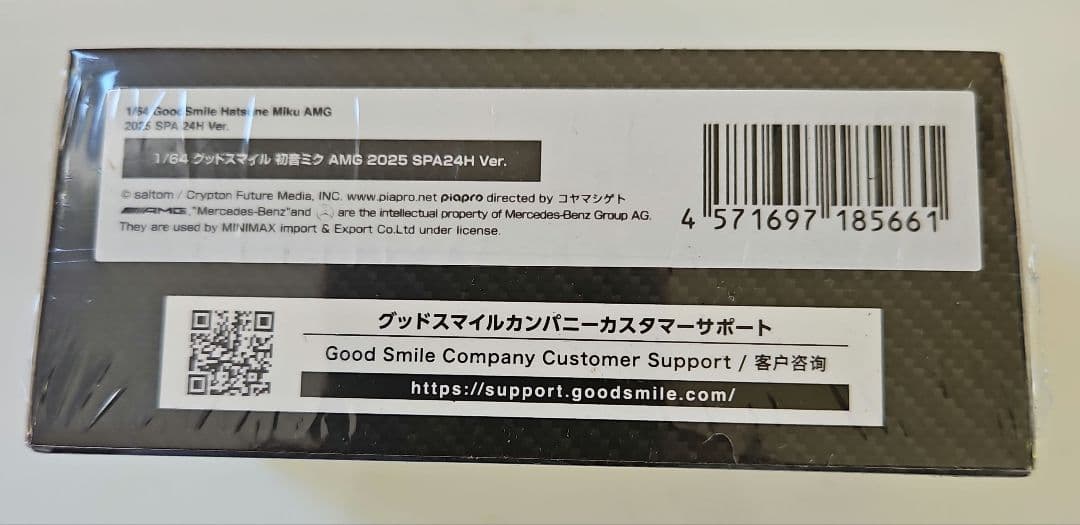 1/64 GoodSmile Hatsune Miku AMG
2025 SPA 24H Ver.
1/64 グッドスマイル 初音ミク AMG 2025 SPA24H Ver.
© saitom / Crypton Future Media, INC. www.piapro.net piapro directed by コヤマシゲト
AMG, "Mercedes-Benz"and are the intellectual property of Mercedes-Benz Group AG.
They are used by MINIMAX import & Export Co.Ltd under license.
4 571697 185661
グッドスマイルカンパニーカスタマーサポート
Good Smile Company Customer Support / 客户咨询
https://support.goodsmile.com/